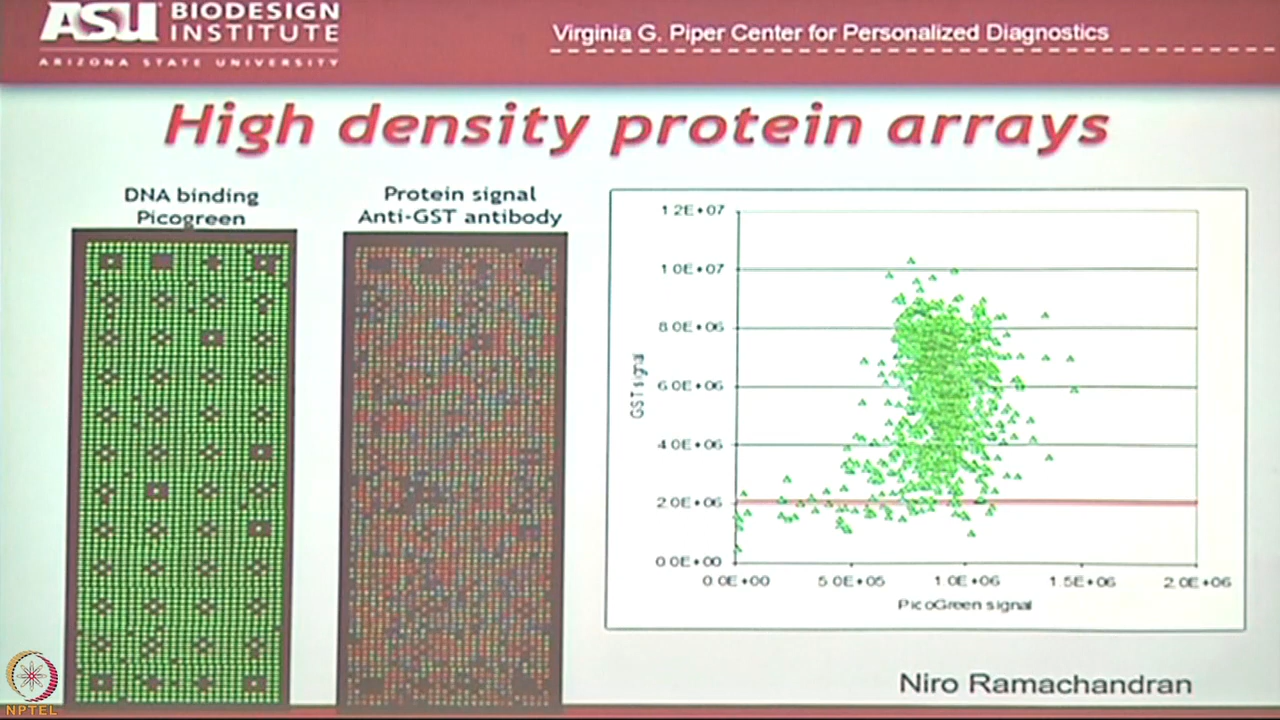 ASU BIODESIGN
INSTITUTE
ARIZONA STATE UNIVERSITY
Virginia G. Piper Center for Personalized Diagnostics
High density protein arrays
DNA binding
Picogreen
Protein signal
Anti-GST antibody
1.2E+07
1.0E+07
8.0E+06
6.0E+06
4.0E+06
2.0E+06
0.0E+00
GST signal
0.0E+00 5.0E+05 1.0E+06 1.5E+06 2.0E+06
PicoGreen signal
Niro Ramachandran
NPTEL